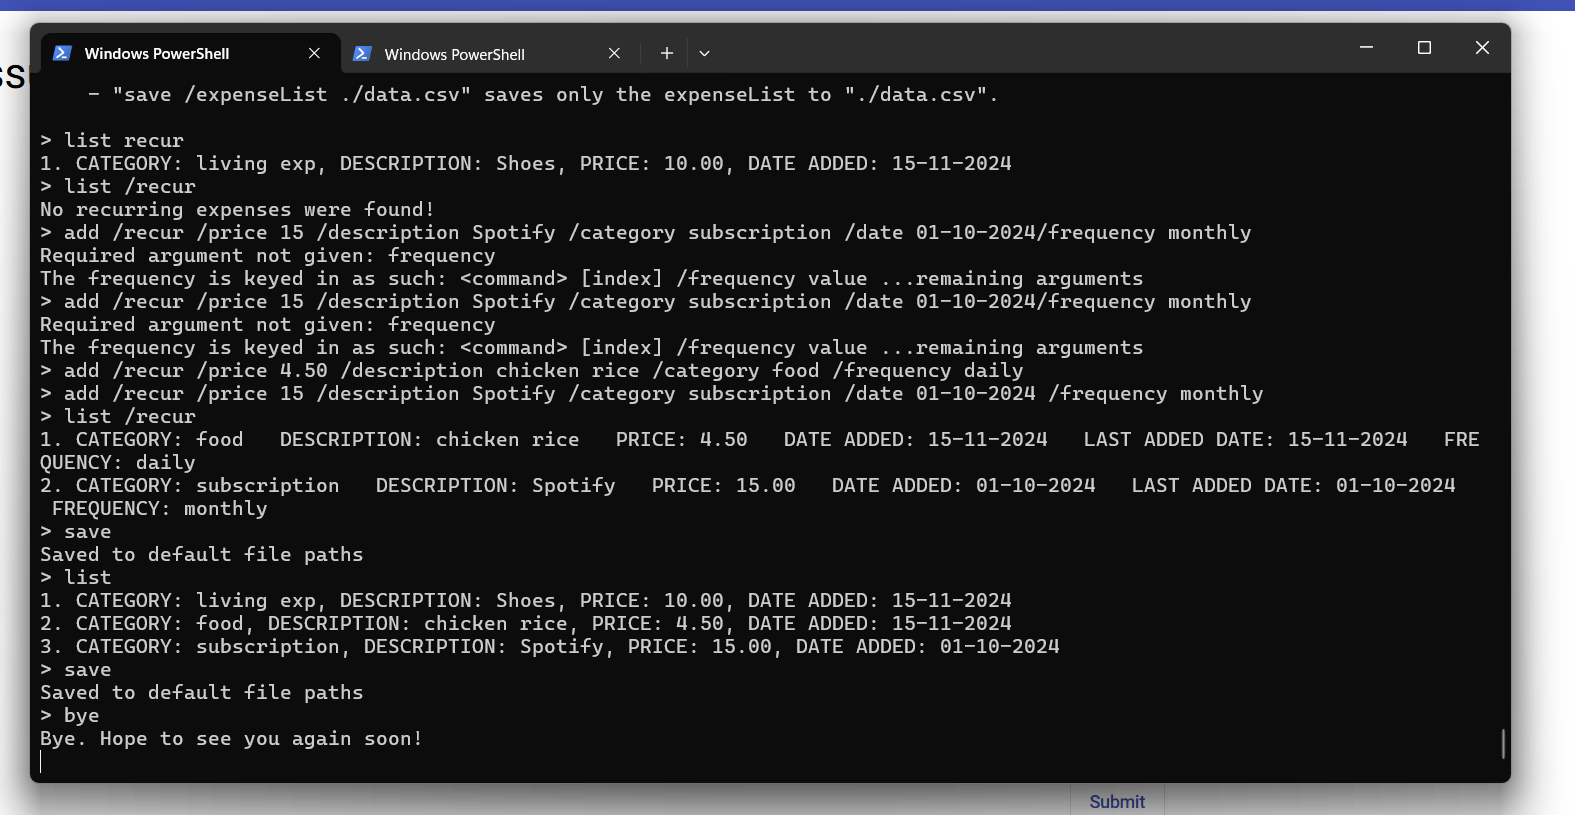 ss
Windows PowerShell
Windows PowerShell
- "save /expenseList ./data.csv" saves only the expenseList to "./data.csv".
> list recur
1. CATEGORY: living exp, DESCRIPTION: Shoes, PRICE: 10.00, DATE ADDED: 15-11-2024
> list /recur
No recurring expenses were found!
> add /recur /price 15 /description Spotify /category subscription /date 01-10-2024/frequency monthly
Required argument not given: frequency
The frequency is keyed in as such: <command> [index] /frequency value ...remaining arguments
> add /recur /price 15 /description Spotify /category subscription /date 01-10-2024/frequency monthly
Required argument not given: frequency
The frequency is keyed in as such: <command> [index] /frequency value ...remaining arguments
> add /recur /price 4.50 /description chicken rice /category food /frequency daily
> add /recur /price 15 /description Spotify /category subscription /date 01-10-2024 /frequency monthly
> list /recur
1. CATEGORY: food   DESCRIPTION: chicken rice   PRICE: 4.50   DATE ADDED: 15-11-2024   LAST ADDED DATE: 15-11-2024   FRE
QUENCY: daily
2. CATEGORY: subscription   DESCRIPTION: Spotify   PRICE: 15.00   DATE ADDED: 01-10-2024   LAST ADDED DATE: 01-10-2024
FREQUENCY: monthly
> save
Saved to default file paths
> list
1. CATEGORY: living exp, DESCRIPTION: Shoes, PRICE: 10.00, DATE ADDED: 15-11-2024
2. CATEGORY: food, DESCRIPTION: chicken rice, PRICE: 4.50, DATE ADDED: 15-11-2024
3. CATEGORY: subscription, DESCRIPTION: Spotify, PRICE: 15.00, DATE ADDED: 01-10-2024
> save
Saved to default file paths
> bye
Bye. Hope to see you again soon!
Submit